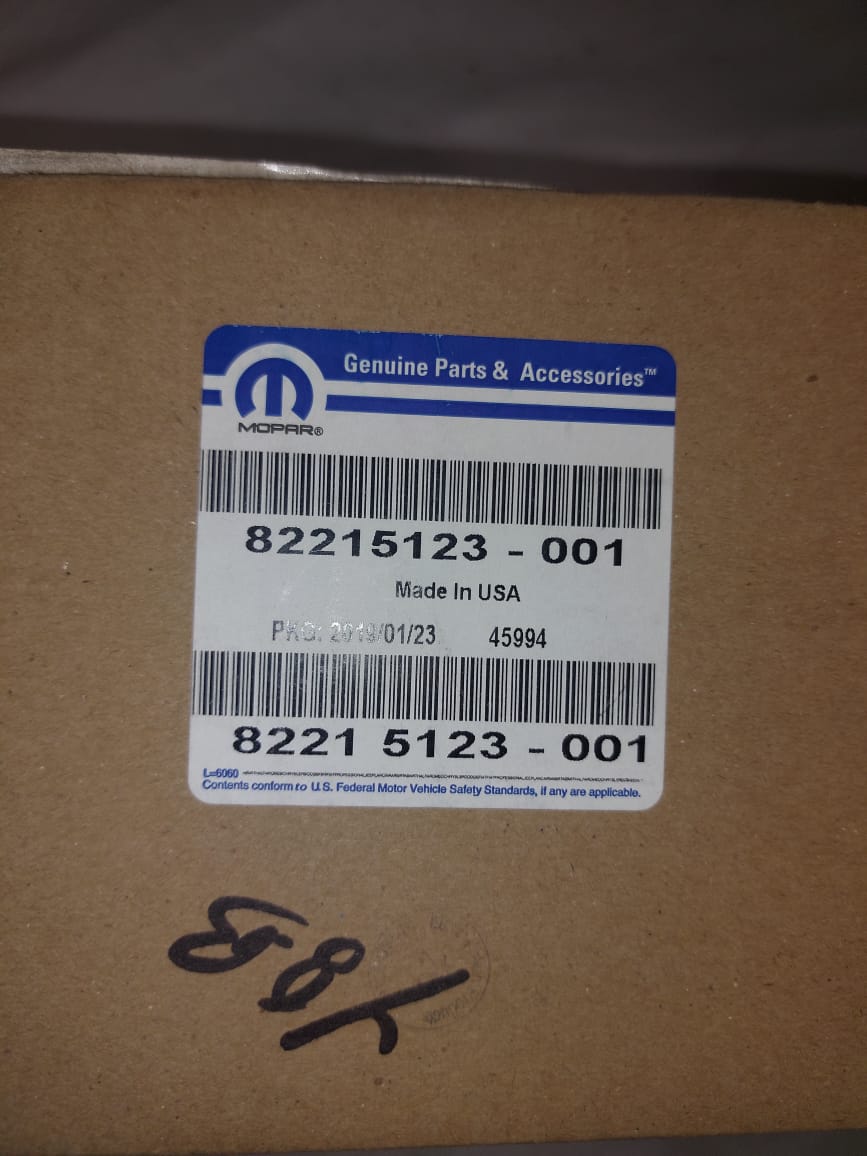 Genuine Parts & Accessories™
MOPAR®
82215123 - 001
Made In USA
PKG: 2019/01/23 45994
8221 5123 - 001
L=6060
Contents conform to U.S. Federal Motor Vehicle Safety Standards, if any are applicable.